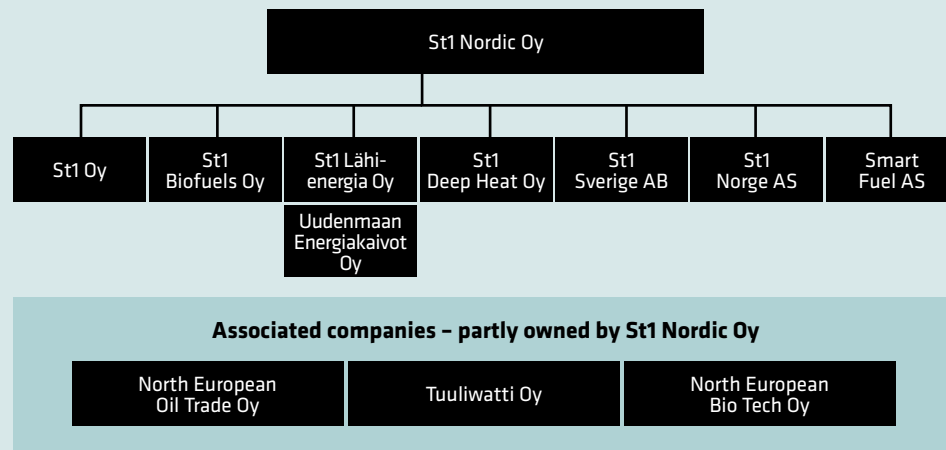 St1 Nordic Oy
St1 Oy
St1
Biofuels Oy
St1 Lähi-
energia Oy
St1
Deep Heat Oy
St1
Sverige AB
St1
Norge AS
Smart
Fuel AS
Uudenmaan
Energiakaivot
Oy
Associated companies – partly owned by St1 Nordic Oy
North European
Oil Trade Oy
Tuuliwatti Oy
North European
Bio Tech Oy